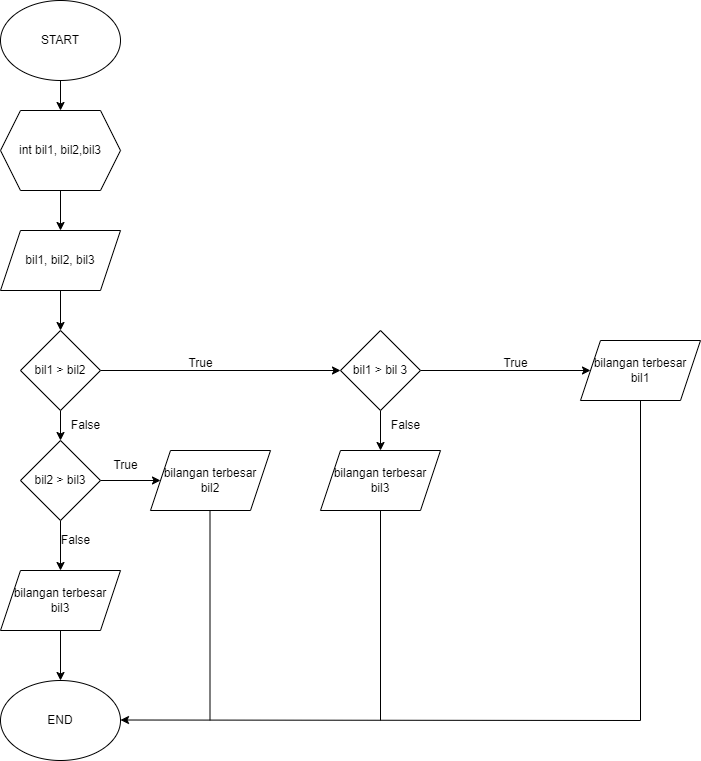 START
int bil1, bil2,bil3
bil1, bil2, bil3
bil1 > bil2
True
bil1 > bil 3
True
bilangan terbesar
bil1
False
False
bil2 > bil3
True
bilangan terbesar
bil2
bilangan terbesar
bil3
False
bilangan terbesar
bil3
END